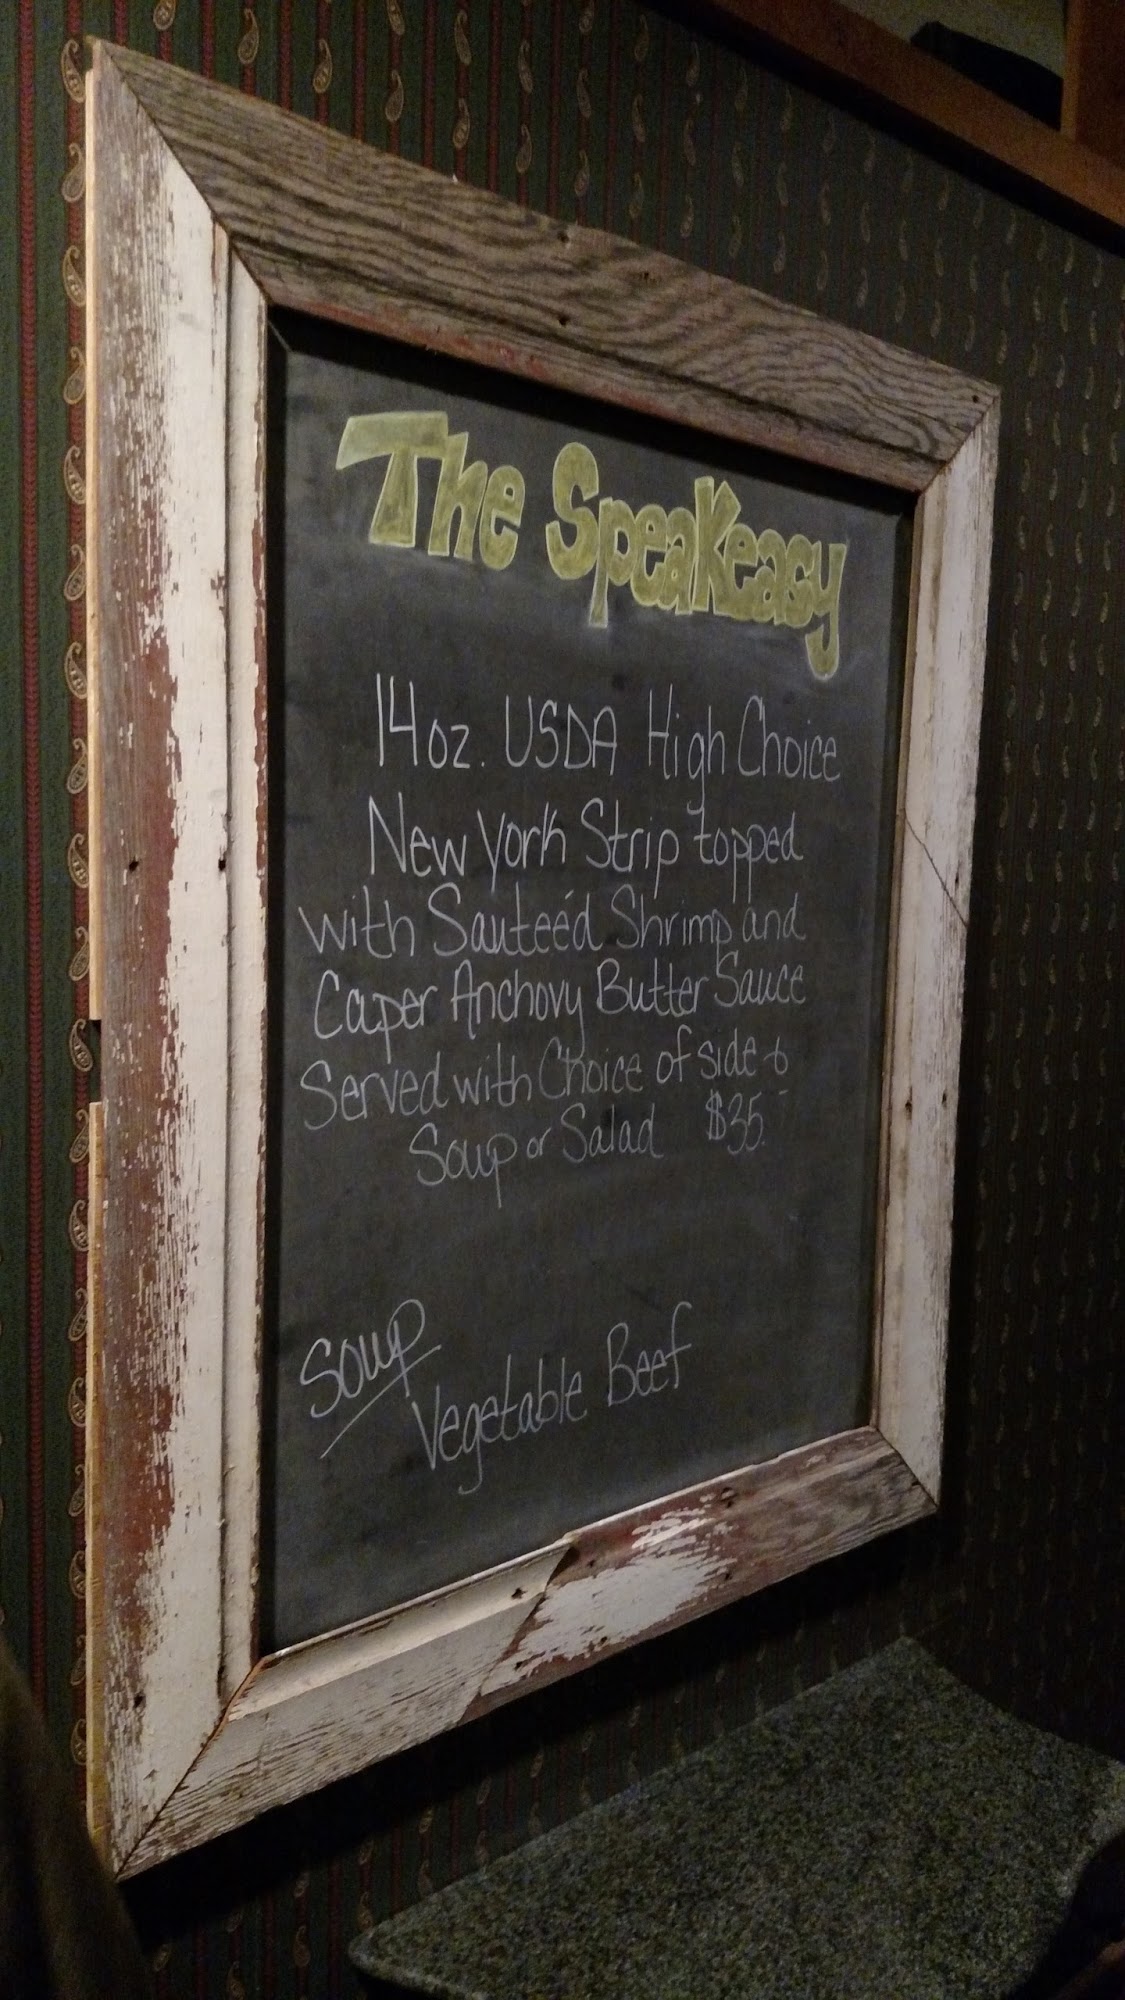 The Speakeasy
14oz. USDA High Choice
New York Strip topped
with Sauteéd Shrimp and
Caper Anchovy Butter Sauce
Served with Choice of side &
Soup or Salad $35.-
Soup
Vegetable Beef